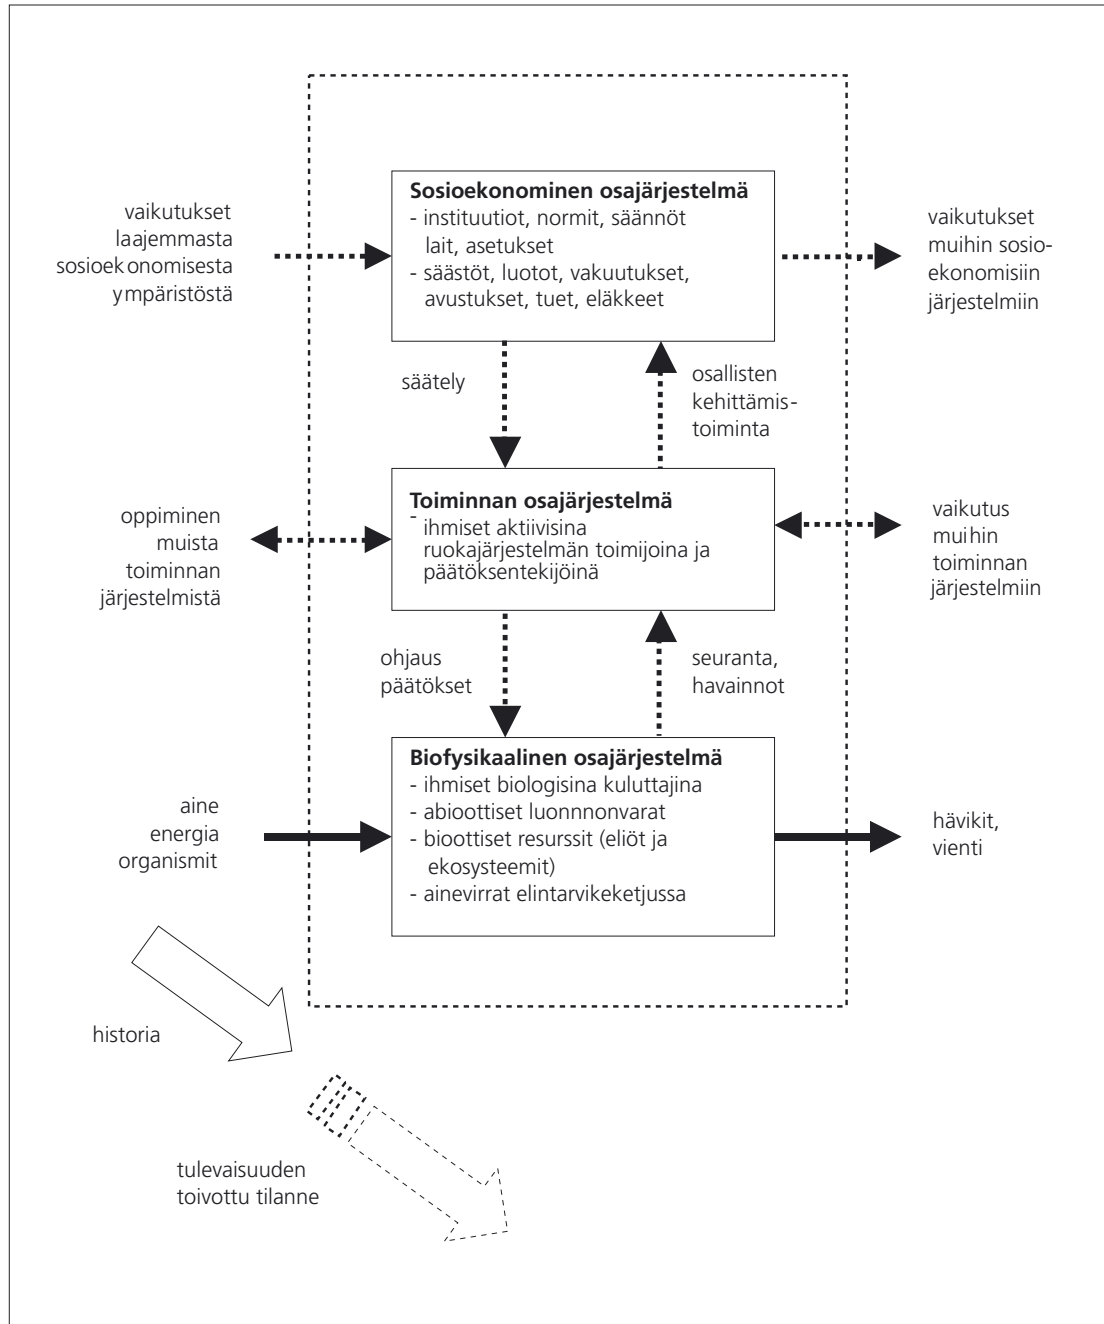 Sosioekonominen osajärjestelmä
- instituutiot, normit, säännöt
lait, asetukset
- säästöt, luotot, vakuutukset,
avustukset, tuet, eläkkeet
vaikutukset
laajemmasta
sosioekonomisesta
ympäristöstä
vaikutukset
muihin sosio-
ekonomisiin
järjestelmiin
säätely
osallisten
kehittämis-
toiminta
Toiminnan osajärjestelmä
-
ihmiset aktiivisina
ruokajärjestelmän toimijoina ja
päätöksentekijöinä
oppiminen
muista
toiminnan
järjestelmistä
vaikutus
muihin
toiminnan
järjestelmiin
ohjaus
päätökset
seuranta,
havainnot
Biofysikaalinen osajärjestelmä
- ihmiset biologisina kuluttajina
- abioottiset luonnnonvarat
- bioottiset resurssit (eliöt ja
ekosysteemit)
- ainevirrat elintarvikeketjussa
aine
energia
organismit
hävikit,
vienti
historia
tulevaisuuden
toivottu tilanne